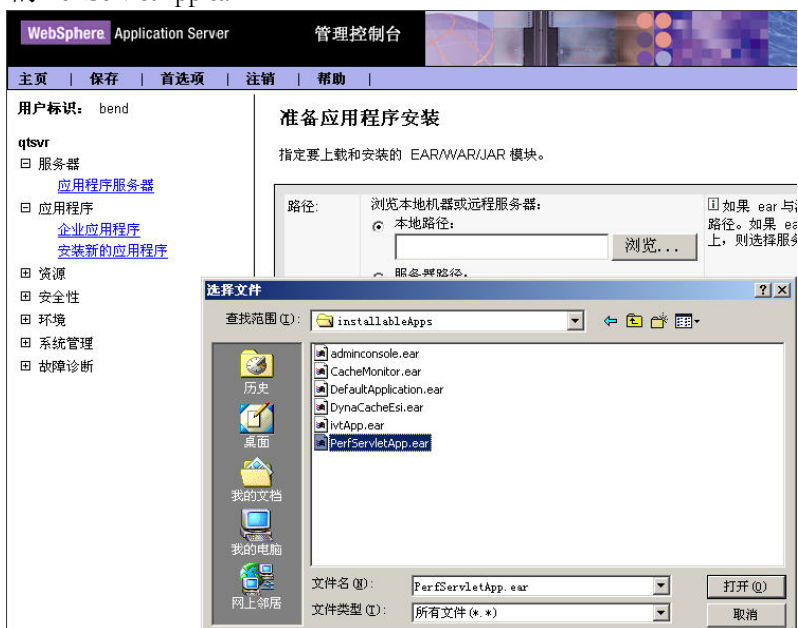 WebSphere. Application Server 管理控制台
主页 | 保存 | 首选项 | 注销 | 帮助 |
用户标识: bend
qtsvr
服务器
应用程序服务器
应用程序
企业应用程序
安装新的应用程序
资源
安全性
环境
系统管理
故障诊断
准备应用程序安装
指定要上载和安装的 EAR/WAR/JAR 模块。
路径:
浏览本地机器或远程服务器:
本地路径:
浏览...
服务器路径:
如果 ear 与
路径。如果
上，则选择服务
选择文件
查找范围(I): installableApps
历史
桌面
我的文档
我的电脑
网上邻居
adminconsole.ear
CacheMonitor.ear
DefaultApplication.ear
DynaCacheEsi.ear
ivtApp.ear
PerfServletApp.ear
文件名(N): PerfServletApp.ear 打开(O)
文件类型(T): 所有文件(*.*) 取消